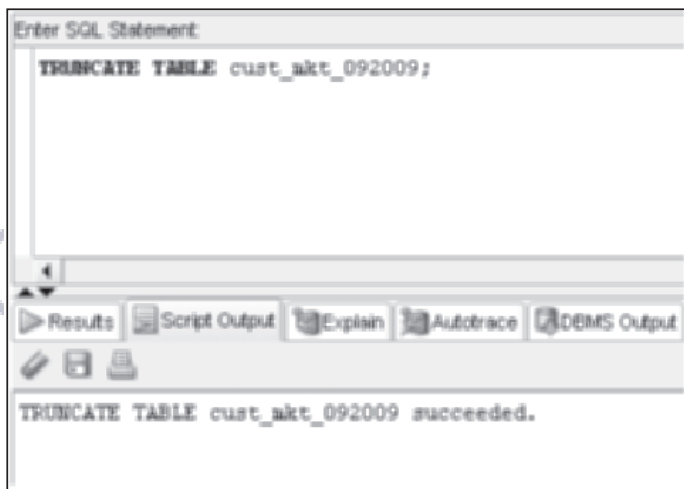 Enter SQL Statement:
TRUNCATE TABLE cust_mkt_092009;
Results Script Output Explain Autotrace DBMS Output
TRUNCATE TABLE cust_mkt_092009 succeeded.